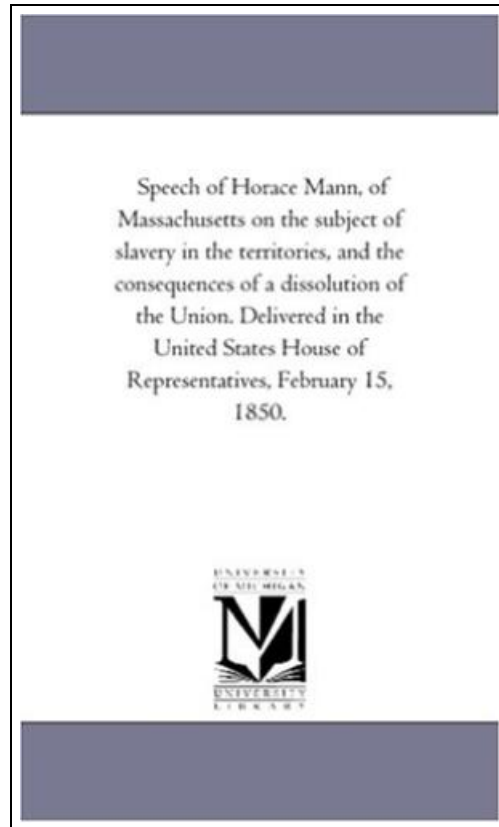 Speech of Horace Mann, of
Massachusetts on the subject of
slavery in the territories, and the
consequences of a dissolution of
the Union. Delivered in the
United States House of
Representatives, February 15,
1850.
UNIVERSITY
OF MICHIGAN
UNIVERSITY
LIBRARY